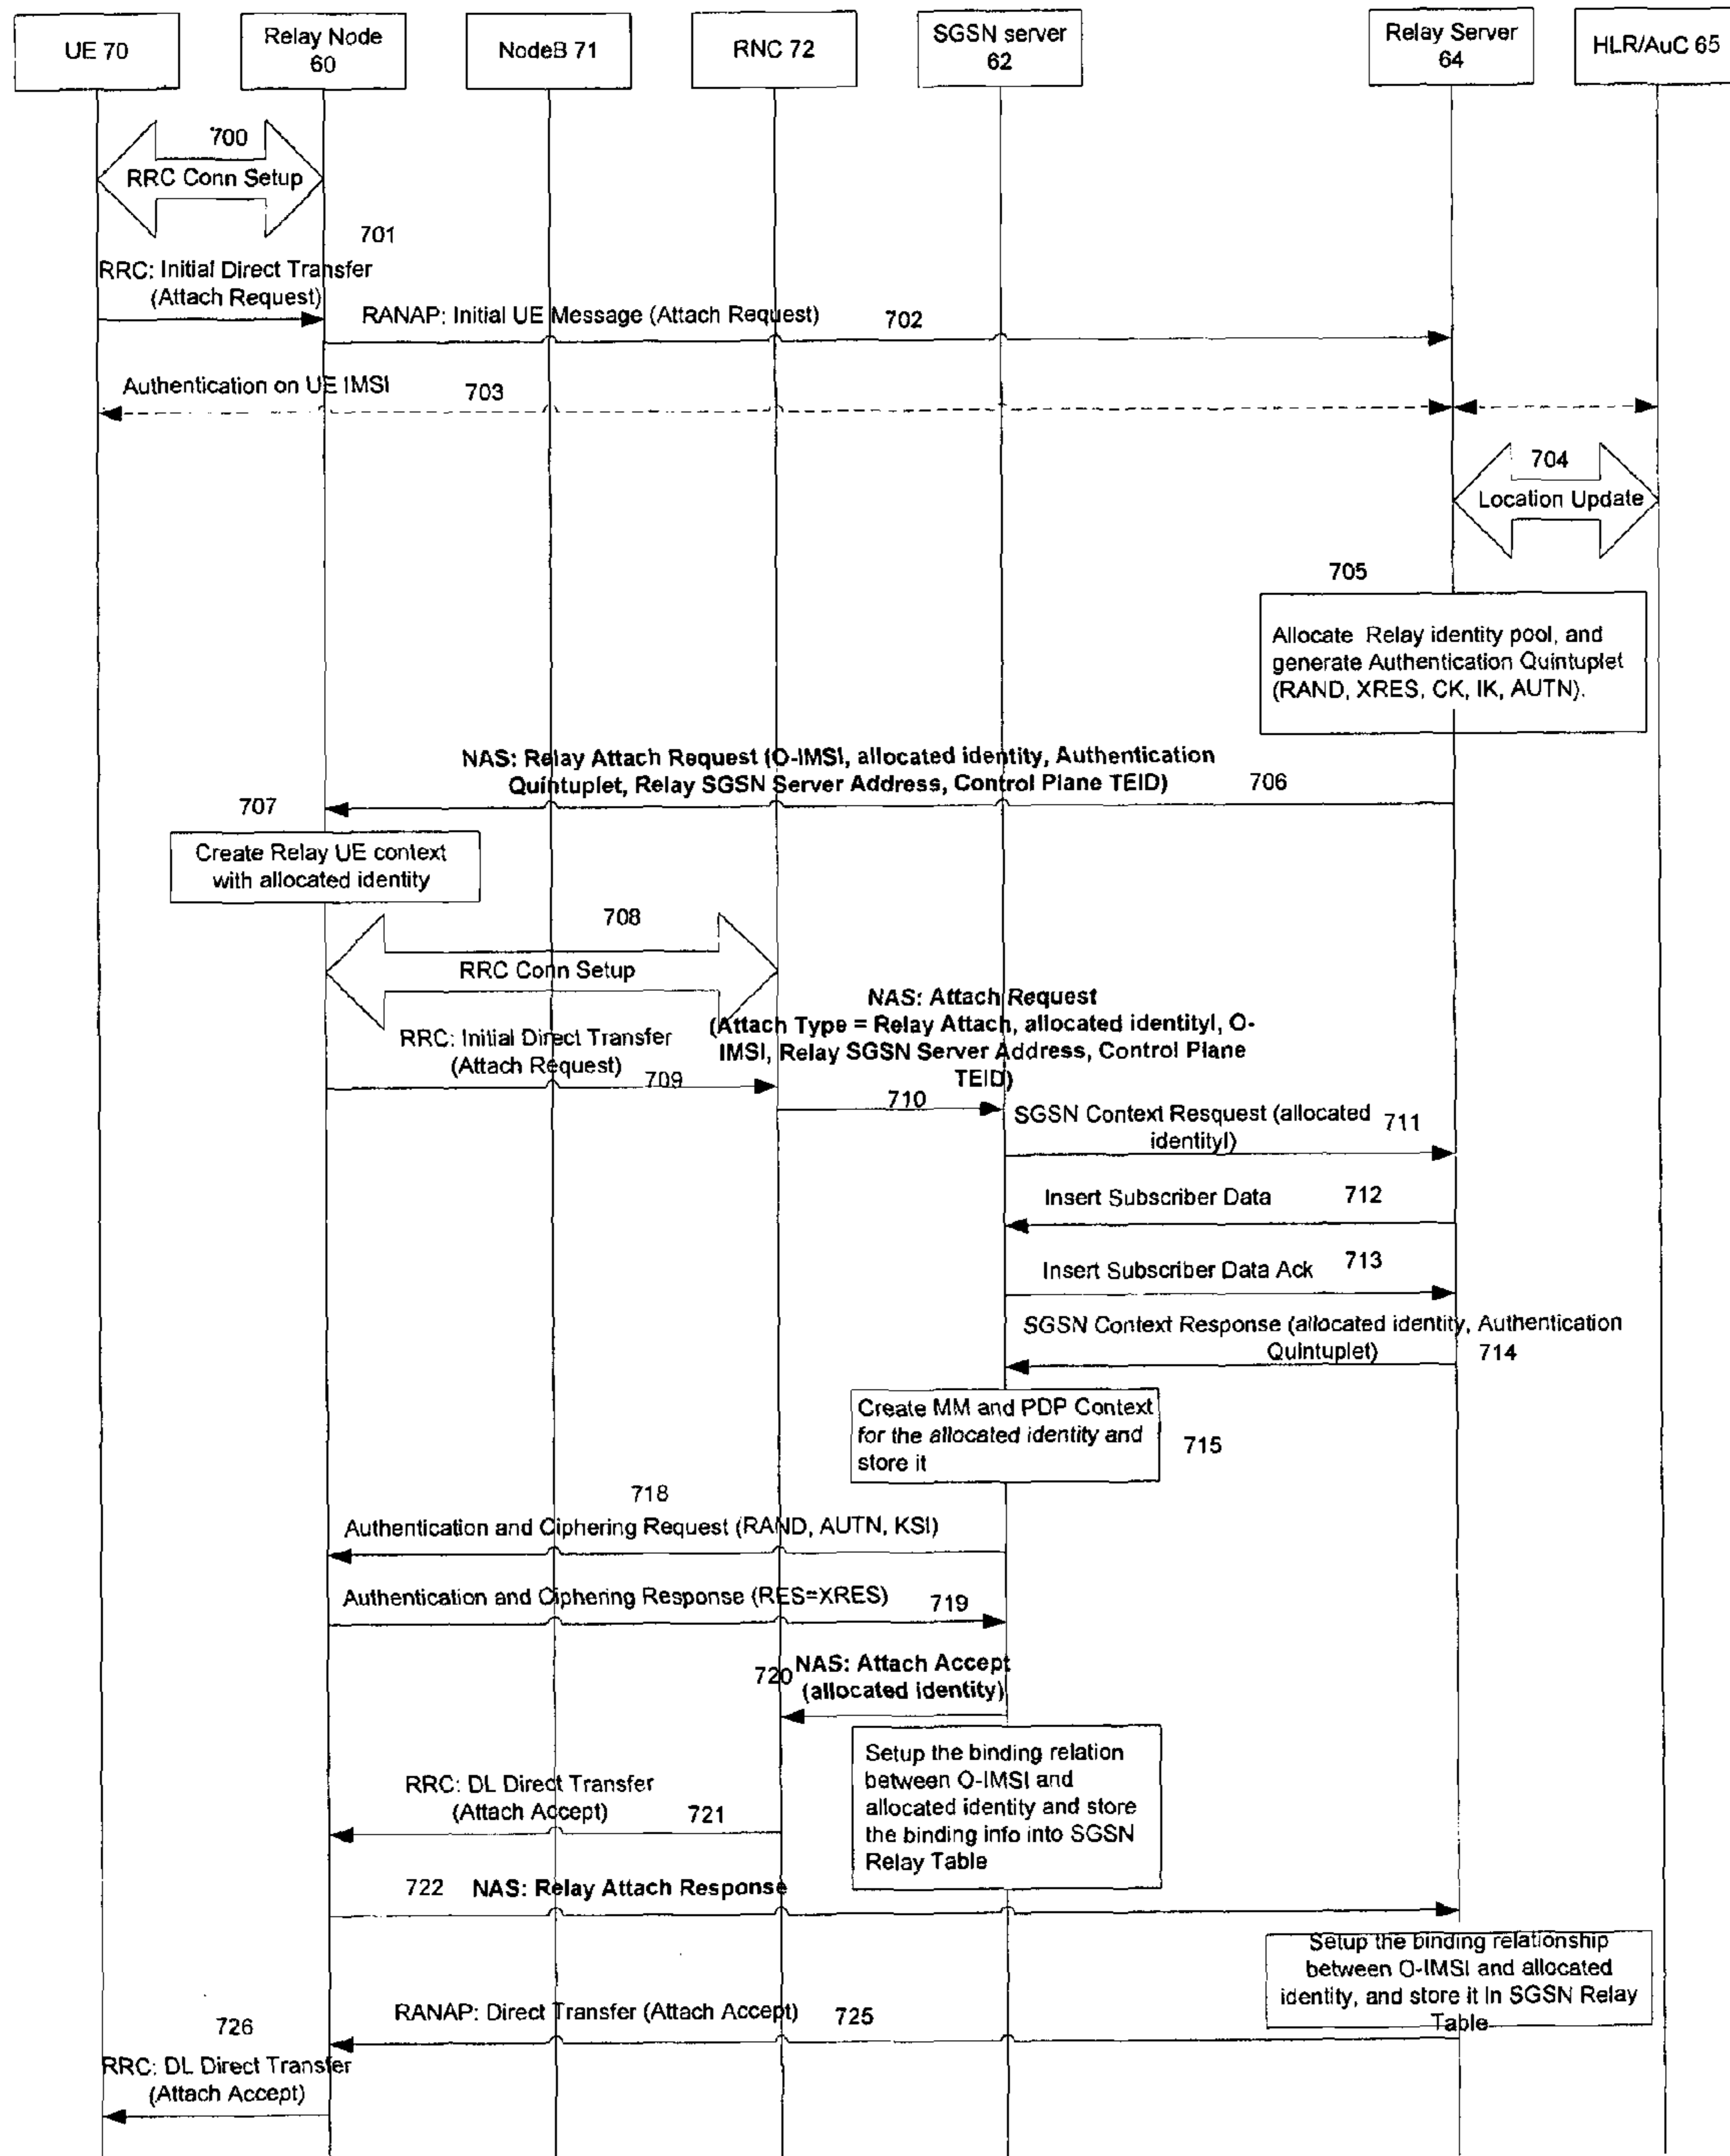 UE 70
Relay Node
60
NodeB 71
RNC 72
SGSN server
62
Relay Server
64
HLR/AuC 65
700
RRC Conn Setup
701
RRC: Initial Direct Transfer
(Attach Request)
RANAP: Initial UE Message (Attach Request)
702
Authentication on UE IMSI
703
704
Location Update
705
Allocate Relay identity pool, and
generate Authentication Quintuplet
(RAND, XRES, CK, IK, AUTN).
NAS: Relay Attach Request (O-IMSI, allocated identity, Authentication
Quintuplet, Relay SGSN Server Address, Control Plane TEID)
706
707
Create Relay UE context
with allocated identity
708
RRC Conn Setup
NAS: Attach Request
(Attach Type = Relay Attach, allocated identityl, O-
IMSI, Relay SGSN Server Address, Control Plane
TEID)
RRC: Initial Direct Transfer
(Attach Request)
709
710
SGSN Context Resquest (allocated
identityl)
711
Insert Subscriber Data
712
Insert Subscriber Data Ack
713
SGSN Context Response (allocated identity, Authentication
Quintuplet)
714
Create MM and PDP Context
for the allocated identity and
store it
715
718
Authentication and Ciphering Request (RAND, AUTN, KSI)
Authentication and Ciphering Response (RES=XRES)
719
720
NAS: Attach Accept
(allocated identity)
Setup the binding relation
between O-IMSI and
allocated identity and store
the binding info into SGSN
Relay Table
RRC: DL Direct Transfer
(Attach Accept)
721
722
NAS: Relay Attach Response
Setup the binding relationship
between O-IMSI and allocated
identity, and store it in SGSN Relay
Table
RANAP: Direct Transfer (Attach Accept)
725
726
RRC: DL Direct Transfer
(Attach Accept)